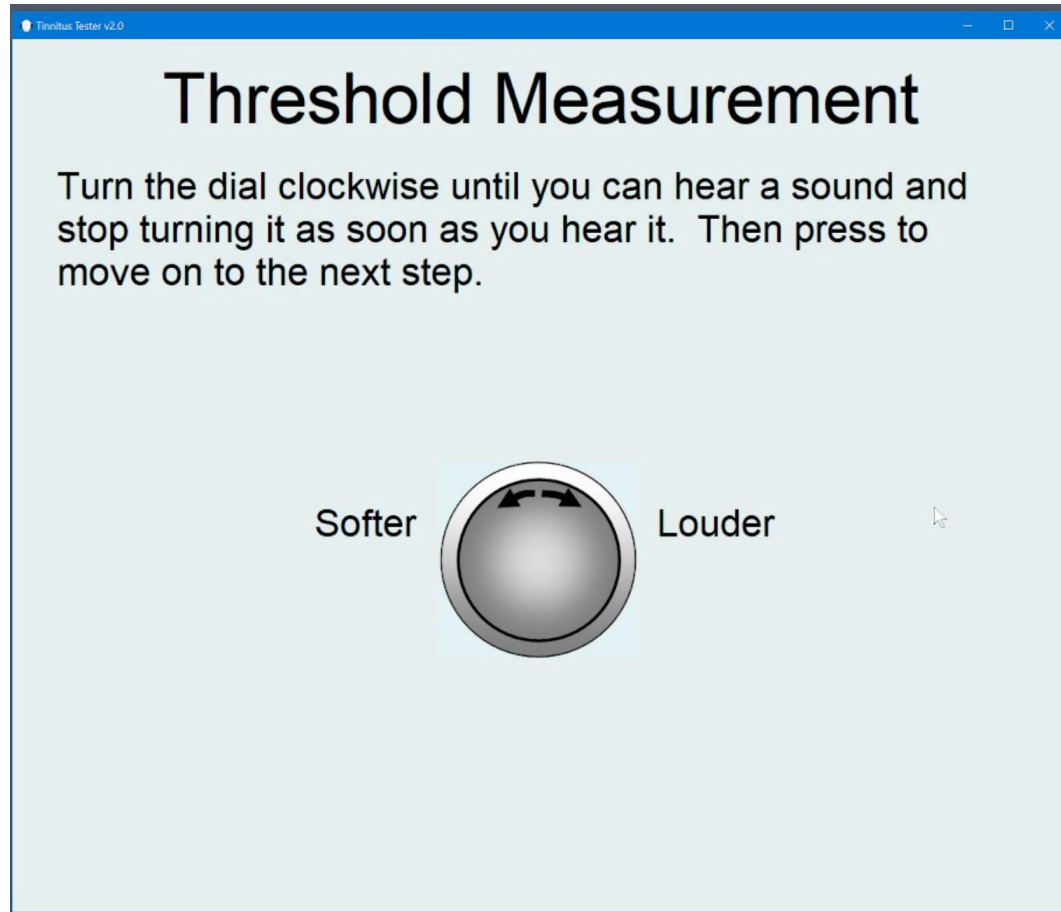 Tinnitus Tester v2.0
Threshold Measurement
Turn the dial clockwise until you can hear a sound and
stop turning it as soon as you hear it.  Then press to
move on to the next step.
Softer
Louder